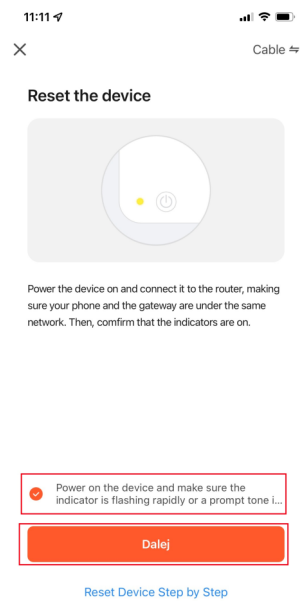 11:11
Cable
Reset the device
Power the device on and connect it to the router, making
sure your phone and the gateway are under the same
network. Then, comfirm that the indicators are on.
Power on the device and make sure the
indicator is flashing rapidly or a prompt tone i...
Dalej
Reset Device Step by Step